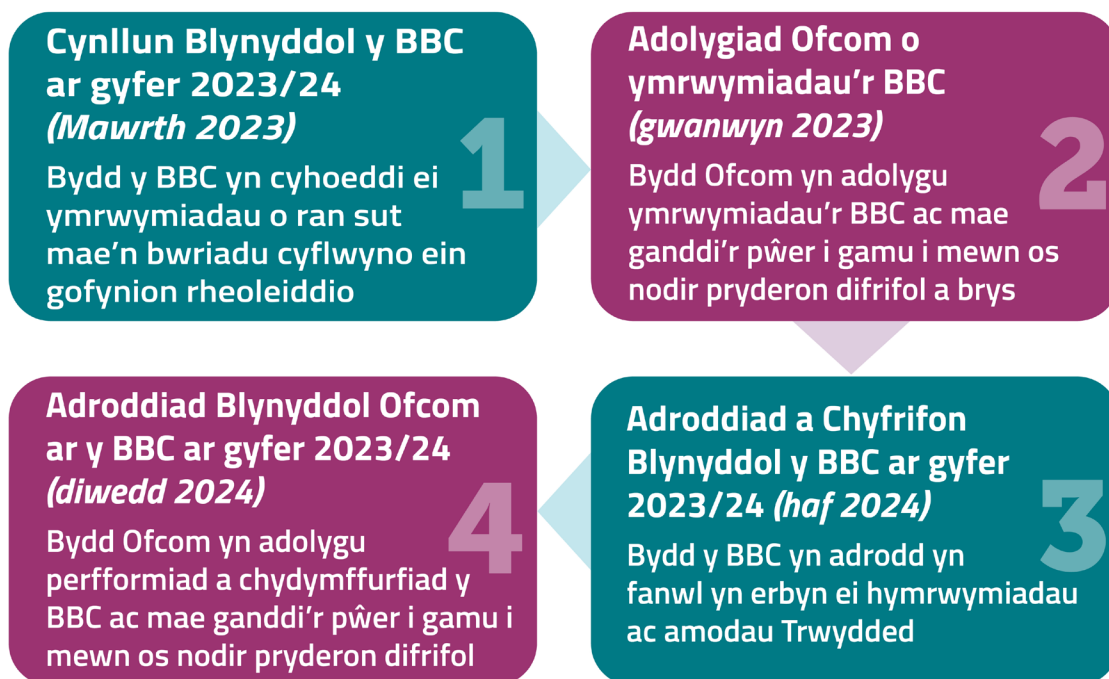 Cynllun Blynyddol y BBC
ar gyfer 2023/24
(Mawrth 2023)
Bydd y BBC yn cyhoeddi ei
ymrwymiadau o ran sut
mae’n bwriadu cyflwyno ein
gofynion rheoleiddio
1
Adolygiad Ofcom o
ymrwymiadau’r BBC
(gwanwyn 2023)
Bydd Ofcom yn adolygu
ymrwymiadau’r BBC ac mae
ganddi’r pŵer i gamu i mewn os
nodir pryderon difrifol a brys
2
Adroddiad a Chyfrifon
Blynyddol y BBC ar gyfer
2023/24 (haf 2024)
Bydd y BBC yn adrodd yn
fanwl yn erbyn ei hymrwymiadau
ac amodau Trwydded
3
Adroddiad Blynyddol Ofcom
ar y BBC ar gyfer 2023/24
(diwedd 2024)
Bydd Ofcom yn adolygu
perfformiad a chydymffurfiad y
BBC ac mae ganddi’r pŵer i gamu i
mewn os nodir pryderon difrifol
4